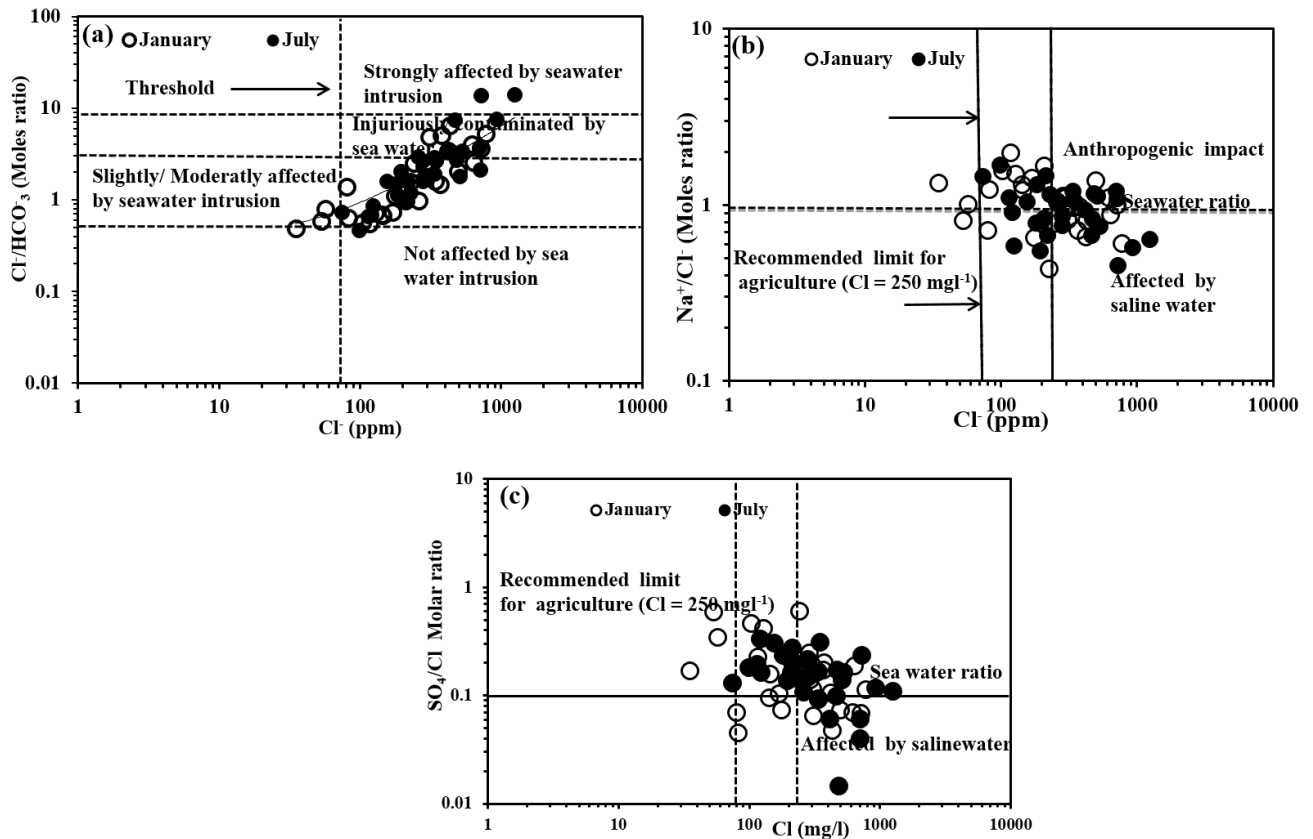 (a)
January July
Threshold
Strongly affected by seawater
intrusion
Injuriously contaminated by
sea water
Slightly/ Moderatly affected
by seawater intrusion
Not affected by sea
water intrusion
100
10
1
0.1
0.01
1 10 100 1000 10000
Cl⁻/HCO₃⁻ (Moles ratio)
Cl⁻ (ppm)
(b)
January July
Anthropogenic impact
Seawater ratio
Recommended limit for
agriculture (Cl = 250 mgl⁻¹)
Affected by
saline water
10
1
0.1
1 10 100 1000 10000
Na⁺/Cl⁻ (Moles ratio)
Cl⁻ (ppm)
(c)
January July
Recommended limit
for agriculture (Cl = 250 mgl⁻¹)
Sea water ratio
Affected by salinewater
10
1
0.1
0.01
1 10 100 1000 10000
SO₄/Cl Molar ratio
Cl (mg/l)